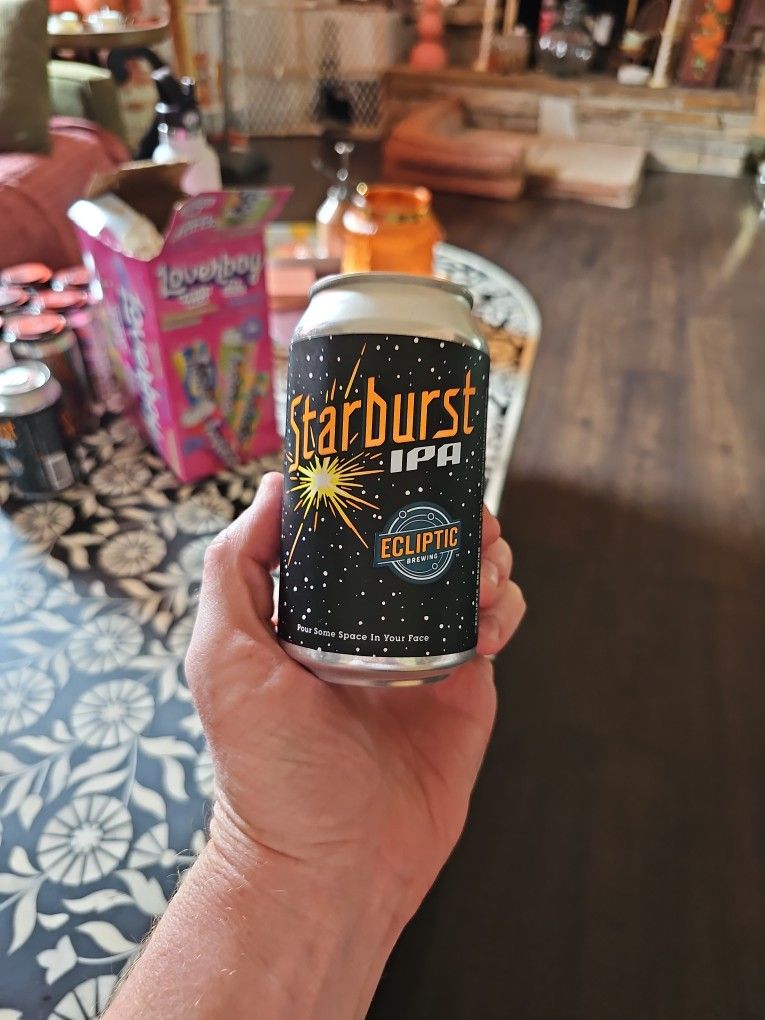 Loverboy
Starburst
IPA
ECLIPTIC
BREWING
Pour Some Space In Your Face